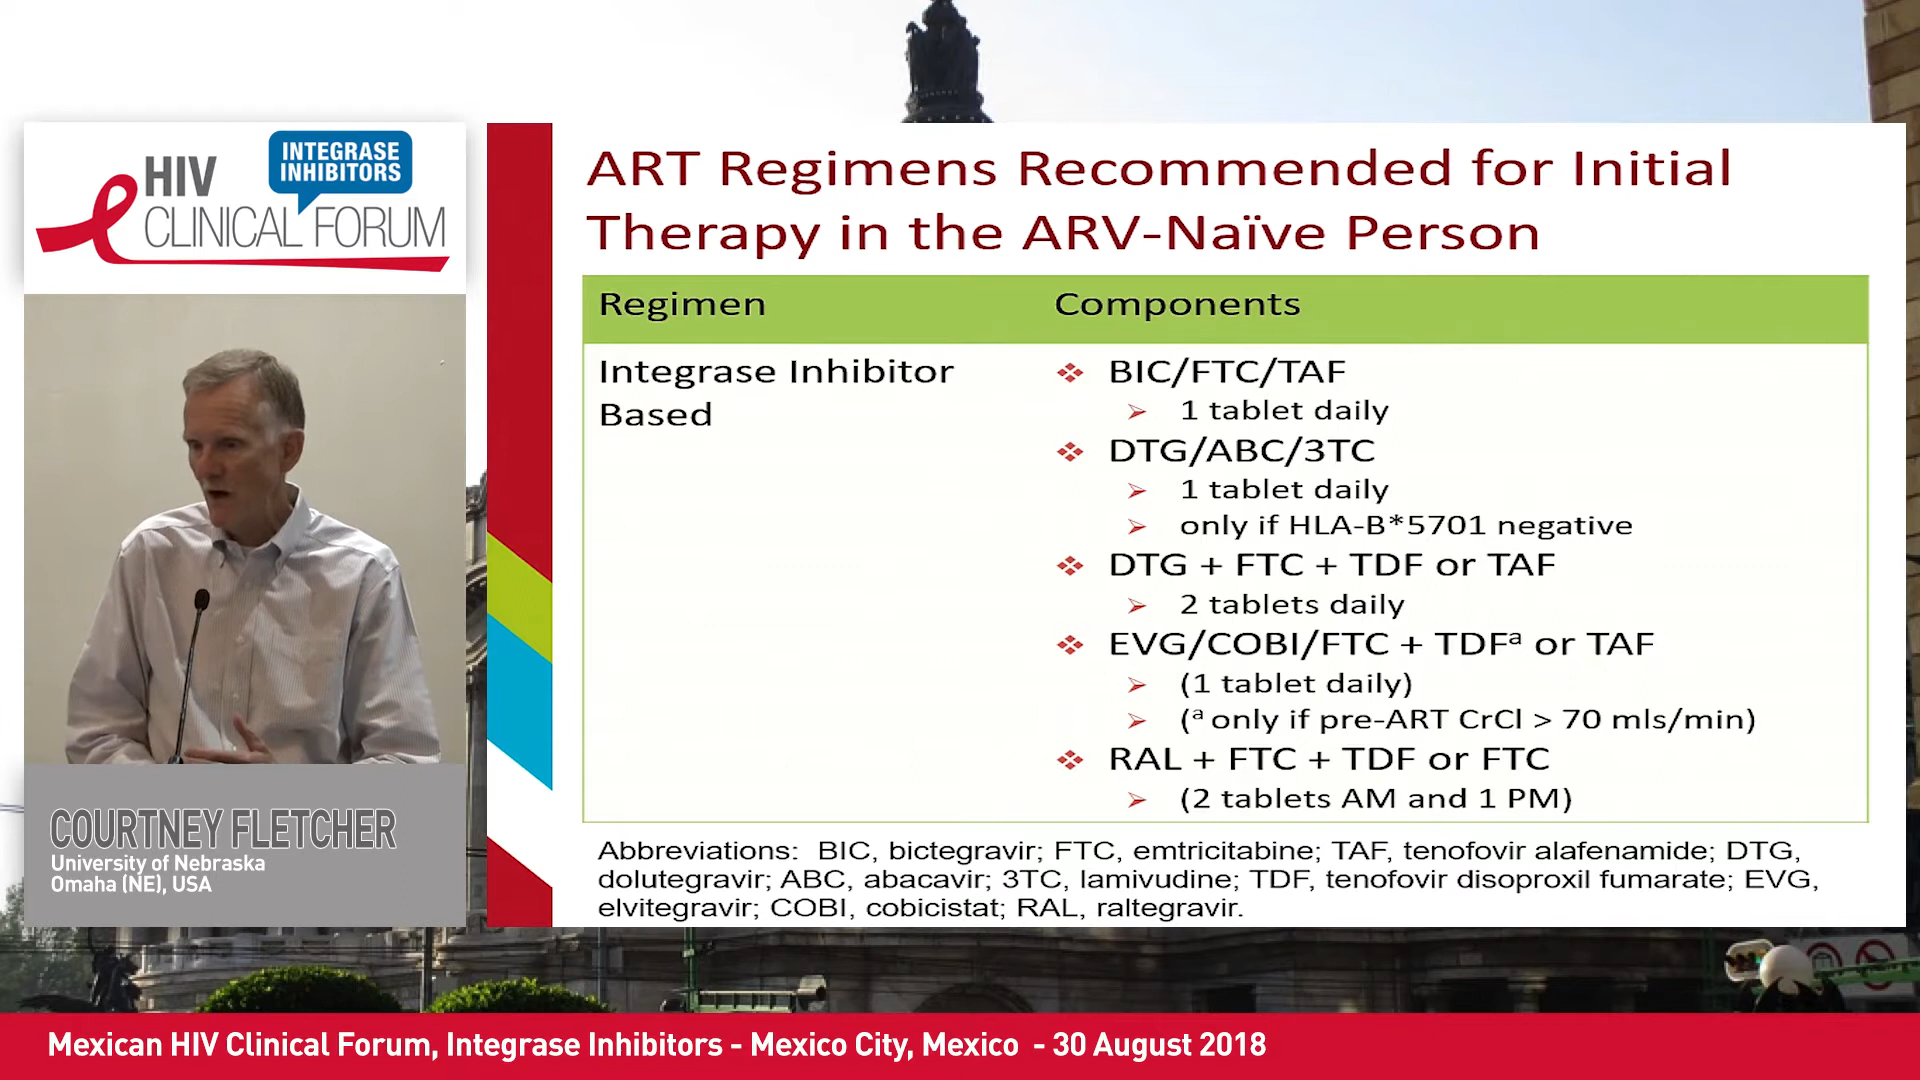 HIV
INTEGRASE
INHIBITORS
CLINICAL FORUM
COURTNEY FLETCHER
University of Nebraska
Omaha (NE), USA
ART Regimens Recommended for Initial
Therapy in the ARV-Naïve Person
Regimen Components
Integrase Inhibitor
Based
❖ BIC/FTC/TAF
➢ 1 tablet daily
❖ DTG/ABC/3TC
➢ 1 tablet daily
➢ only if HLA-B*5701 negative
❖ DTG + FTC + TDF or TAF
➢ 2 tablets daily
❖ EVG/COBI/FTC + TDFᵃ or TAF
➢ (1 tablet daily)
➢ (ᵃ only if pre-ART CrCl > 70 mls/min)
❖ RAL + FTC + TDF or FTC
➢ (2 tablets AM and 1 PM)
Abbreviations: BIC, bictegravir; FTC, emtricitabine; TAF, tenofovir alafenamide; DTG,
dolutegravir; ABC, abacavir; 3TC, lamivudine; TDF, tenofovir disoproxil fumarate; EVG,
elvitegravir; COBI, cobicistat; RAL, raltegravir.
Mexican HIV Clinical Forum, Integrase Inhibitors - Mexico City, Mexico - 30 August 2018